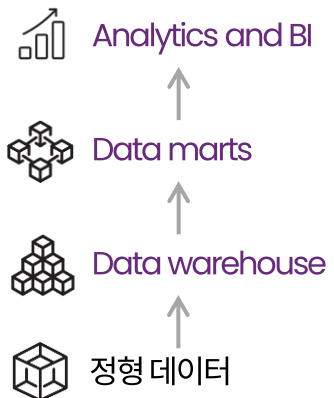 Analytics and BI
Data marts
Data warehouse
정형 데이터